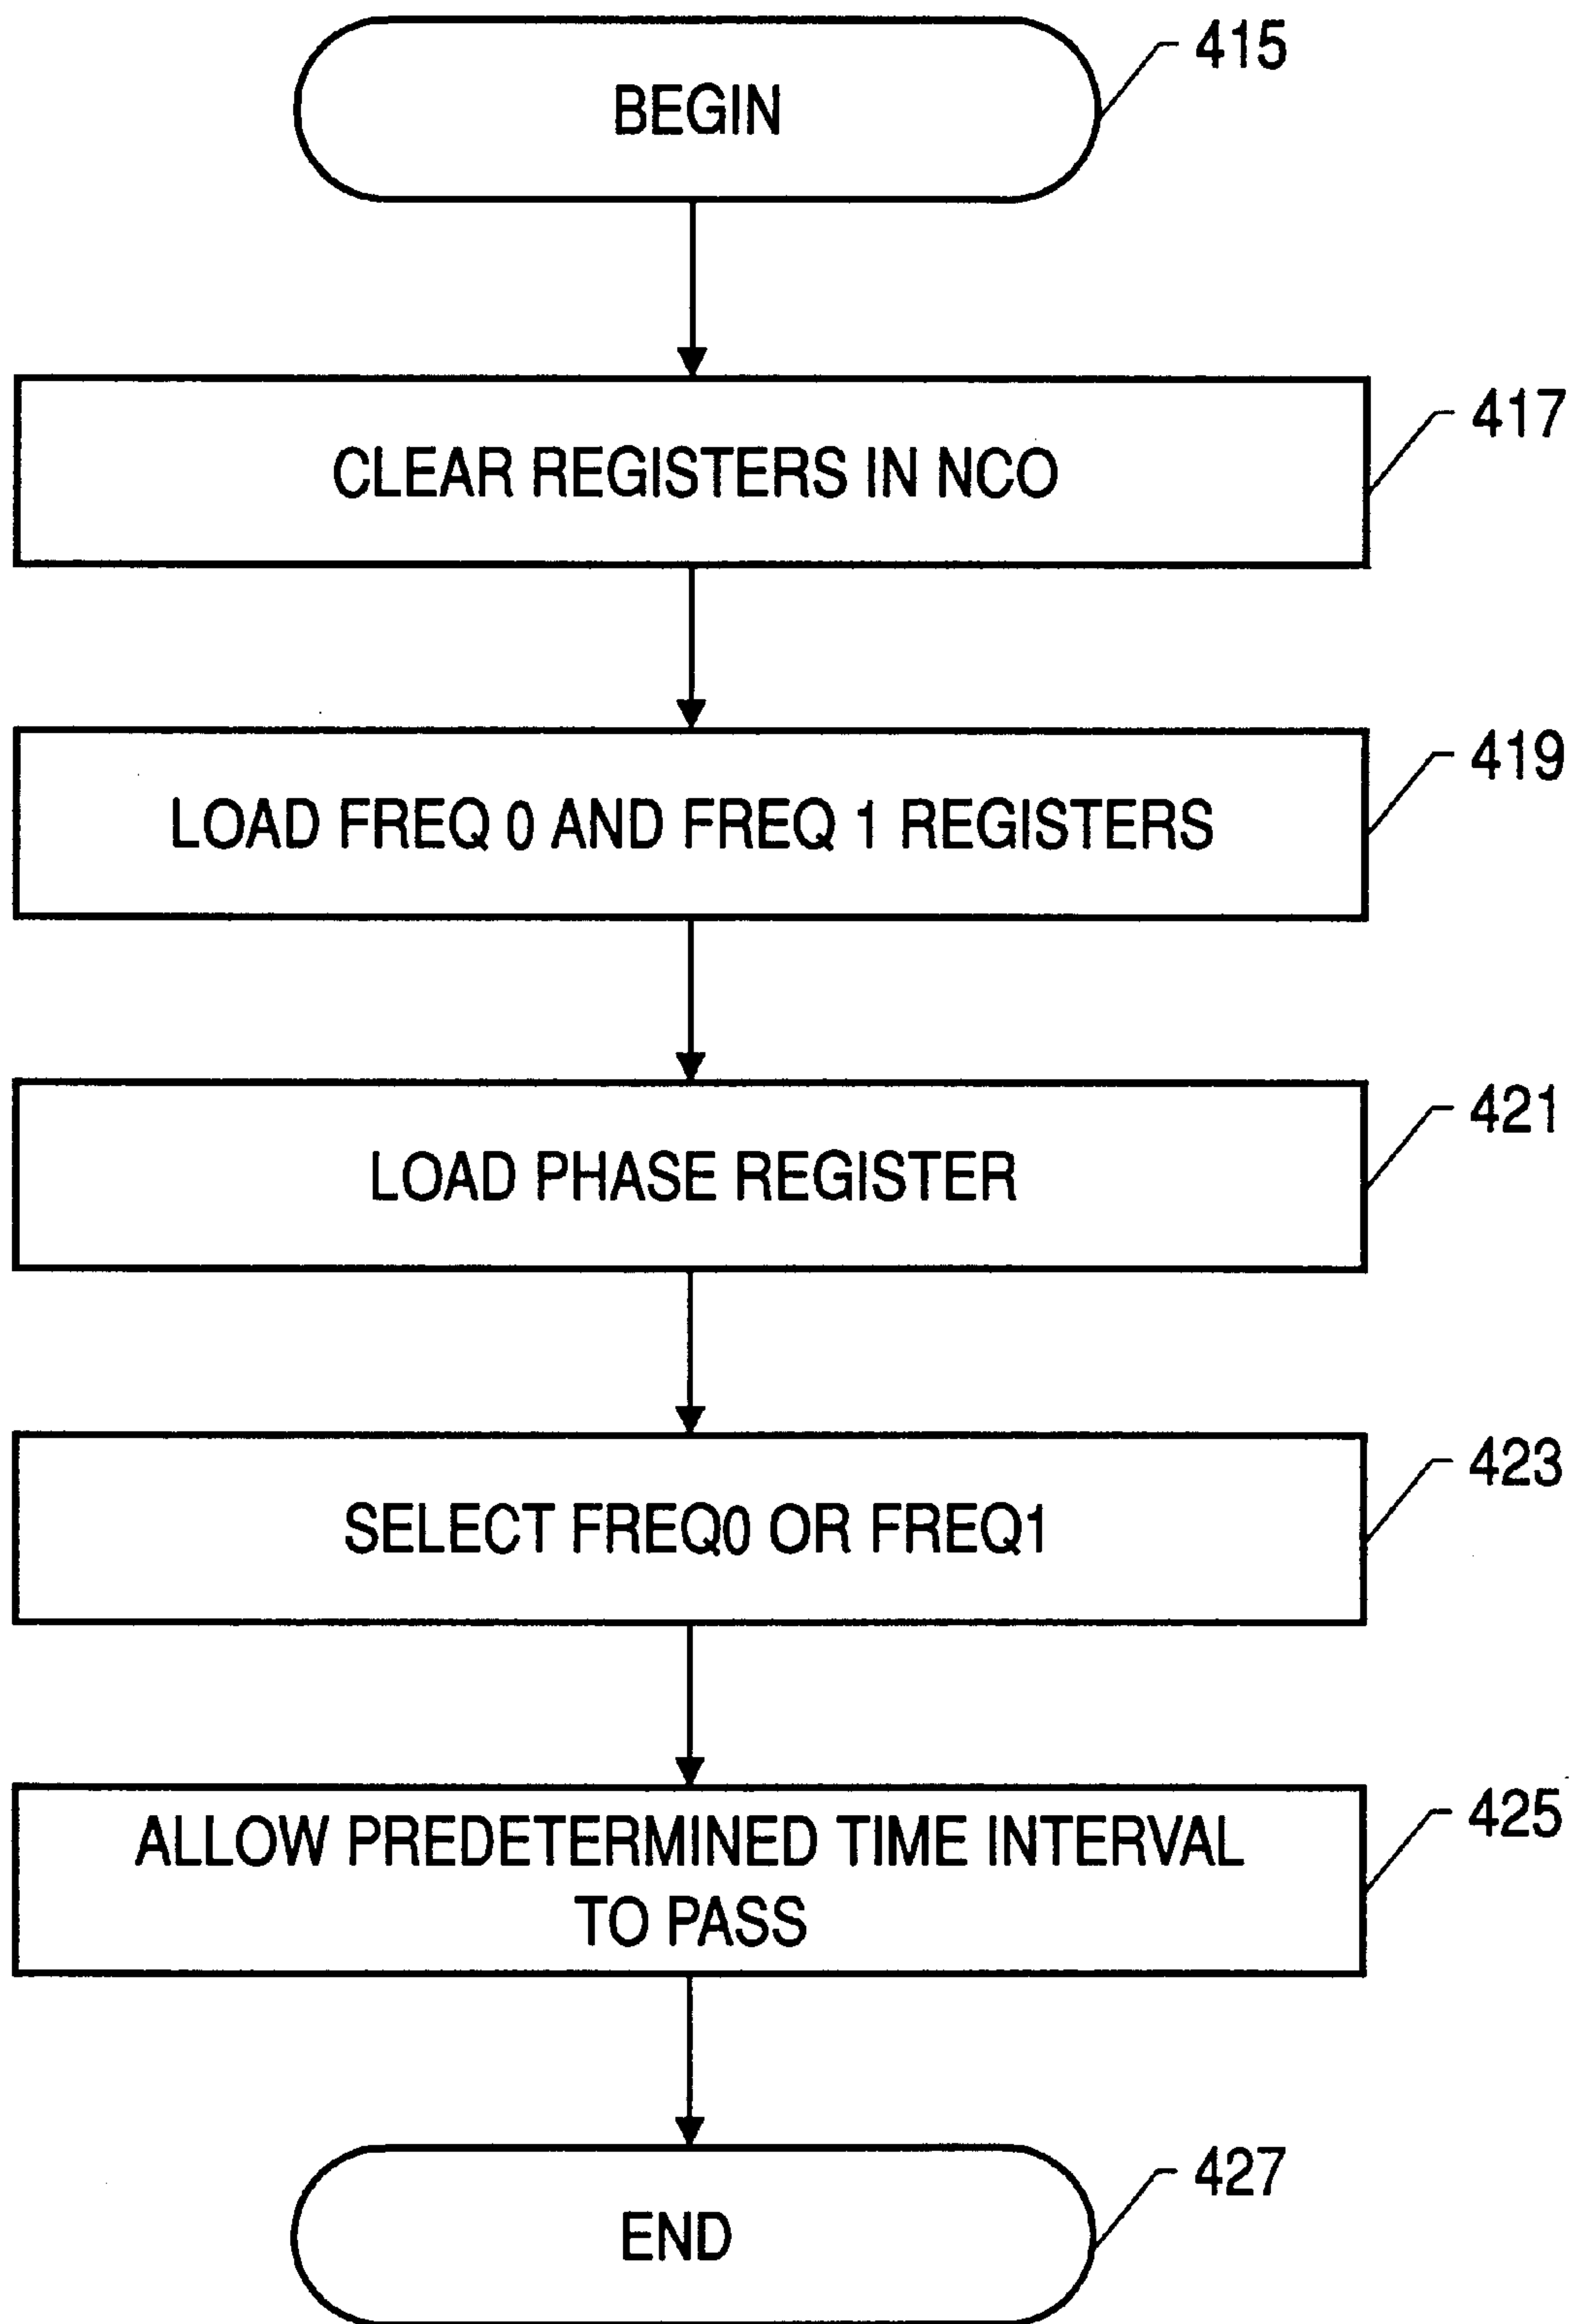 BEGIN
415
CLEAR REGISTERS IN NCO
417
LOAD FREQ 0 AND FREQ 1 REGISTERS
419
LOAD PHASE REGISTER
421
SELECT FREQ0 OR FREQ1
423
ALLOW PREDETERMINED TIME INTERVAL
TO PASS
425
END
427